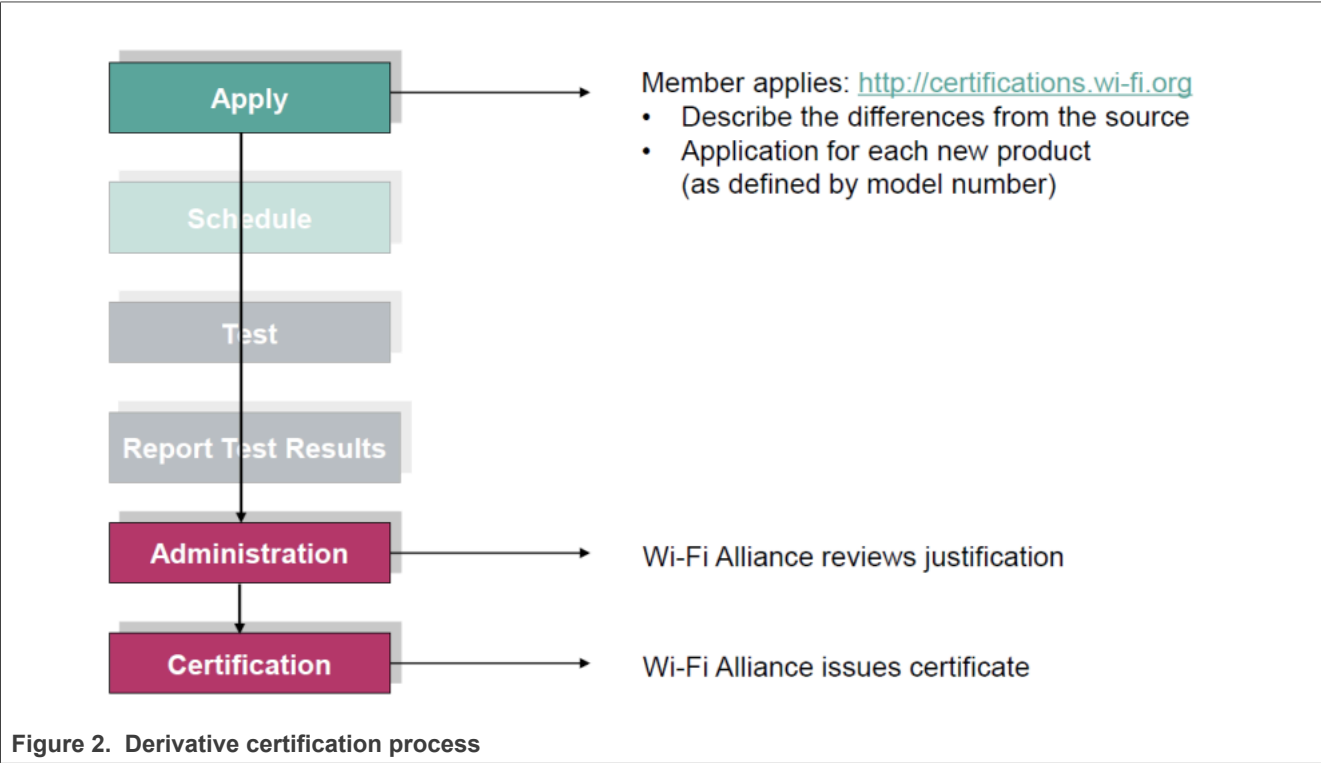 Apply
Member applies: http://certifications.wi-fi.org
• Describe the differences from the source
• Application for each new product
(as defined by model number)
Schedule
Test
Report Test Results
Administration
Wi-Fi Alliance reviews justification
Certification
Wi-Fi Alliance issues certificate
Figure 2. Derivative certification process